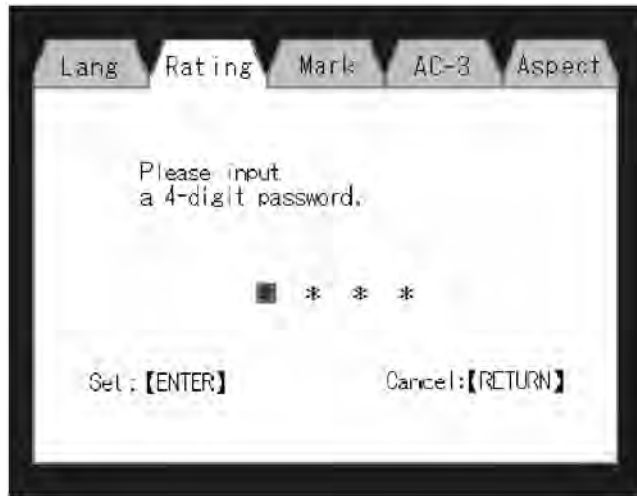 Lang Rating Mark AC-3 Aspect
Please input
a 4-digit password.
* * *
Set:【ENTER】 Cancel:【RETURN】